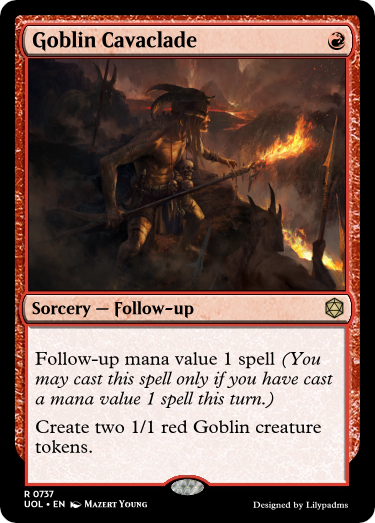 Goblin Cavaclade
Sorcery — Follow-up
Follow-up mana value 1 spell (You
may cast this spell only if you have cast
a mana value 1 spell this turn.)
Create two 1/1 red Goblin creature
tokens.
R 0737
UOL • EN Mazert Young
Designed by Lilypadms